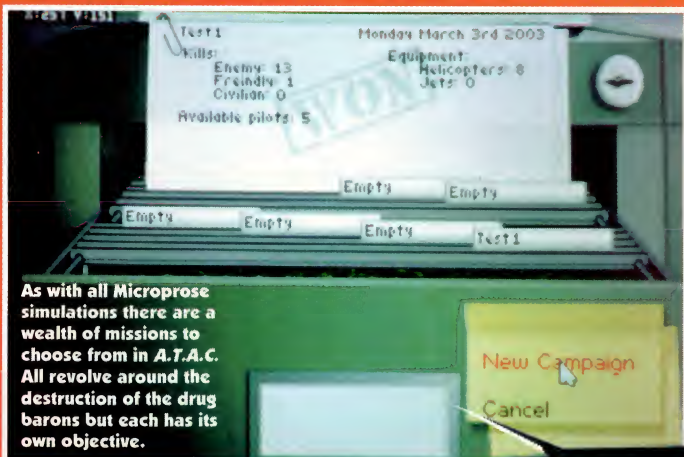 Test1
Monday March 3rd 2003
Kills:
Equipment:
Enemy: 13
Helicopters: 8
Freindly: 1
Jets: 0
Civilian: 0
WON
Available pilots: 5
Empty
Empty
Empty
Empty
Empty
Test1
As with all Microprose
simulations there are a
wealth of missions to
choose from in A.T.A.C.
All revolve around the
destruction of the drug
barons but each has its
own objective.
New Campaign
Cancel